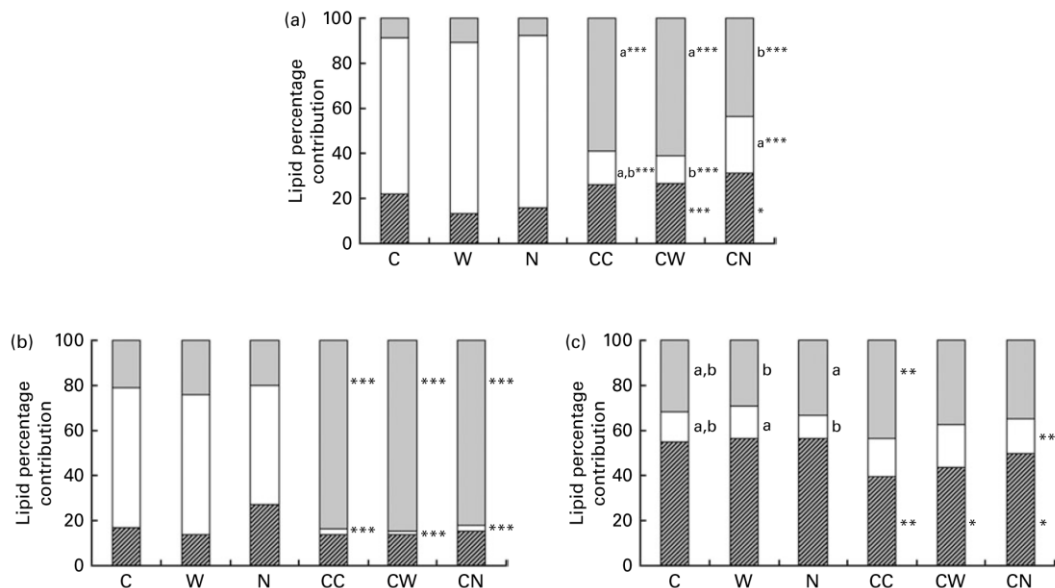 (a)
Lipid percentage
contribution
100
80
60
40
20
0
a***
a***
b***
a***
a,b***
b***
***
*
C W N CC CW CN
(b)
Lipid percentage
contribution
100
80
60
40
20
0
***
***
***
***
***
***
C W N CC CW CN
(c)
Lipid percentage
contribution
100
80
60
40
20
0
a,b
b
a
**
a,b
a
b
**
**
*
*
C W N CC CW CN